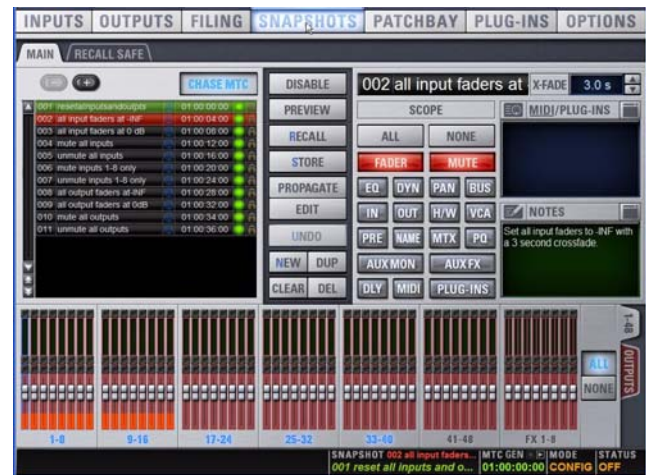 INPUTS OUTPUTS FILING SNAPSHOTS PATCHBAY PLUG-INS OPTIONS
MAIN RECALL SAFE
CHASE MTC
001 resetallinputsandoutpts 01:00:00:00
002 all input faders at -INF 01:00:04:00
003 all input faders at 0 dB 01:00:08:00
004 mute all inputs 01:00:12:00
005 unmute all inputs 01:00:16:00
006 mute inputs 1-8 only 01:00:20:00
007 unmute inputs 1-8 only 01:00:24:00
008 all output faders at-INF 01:00:28:00
009 all output faders at 0dB 01:00:32:00
010 mute all outputs 01:00:34:00
011 unmute all outputs 01:00:36:00
DISABLE
PREVIEW
RECALL
STORE
PROPAGATE
EDIT
UNDO
NEW DUP
CLEAR DEL
002 all input faders at X-FADE 3.0 s
SCOPE
ALL NONE
FADER MUTE
EQ DYN PAN BUS
IN OUT H/W VCA
PRE NAME MTX PQ
AUX MON AUX FX
DLY MIDI PLUG-INS
MIDI/PLUG-INS
NOTES
Set all input faders to -INF with
a 3 second crossfade.
1-48
OUTPUTS
ALL
NONE
1-8 9-16 17-24 25-32 33-40 41-48 FX 1-8
SNAPSHOT 002 all input faders... MTC GEN STATUS
001 reset all inputs and o... 01:00:00:00 CONFIG OFF